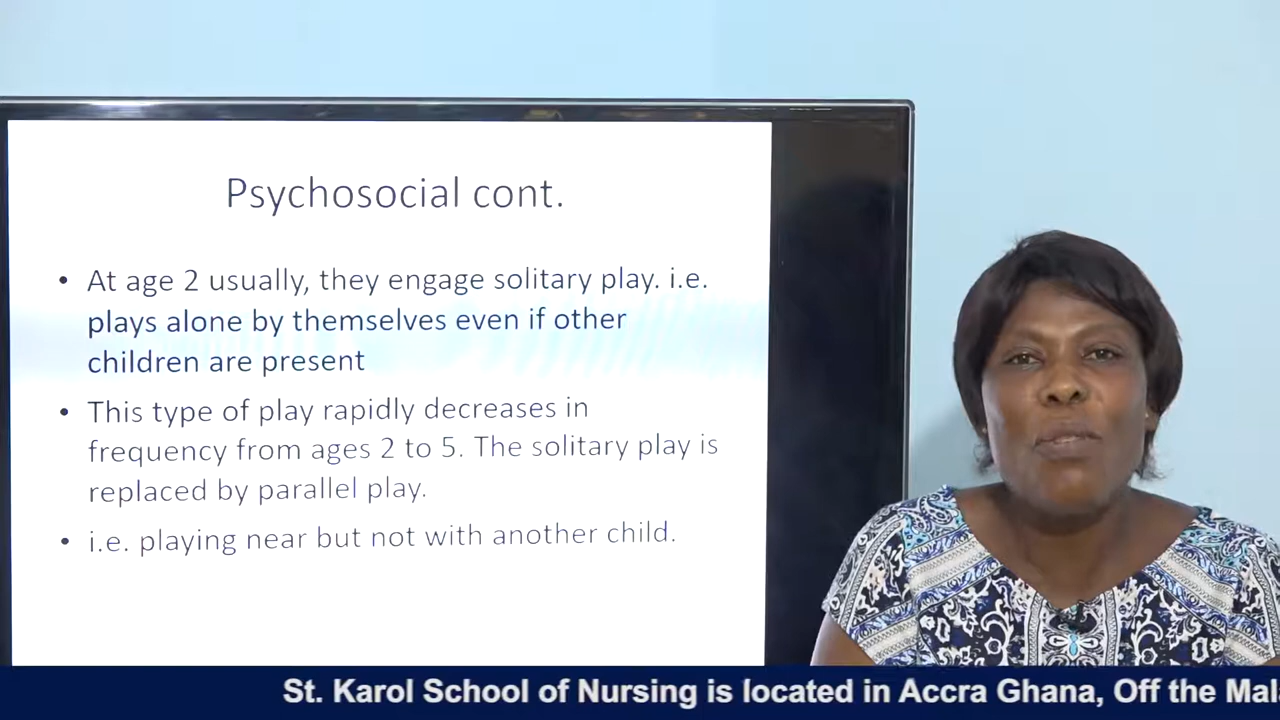 Psychosocial cont.
• At age 2 usually, they engage solitary play. i.e.
plays alone by themselves even if other
children are present
• This type of play rapidly decreases in
frequency from ages 2 to 5. The solitary play is
replaced by parallel play.
• i.e. playing near but not with another child.
St. Karol School of Nursing is located in Accra Ghana, Off the